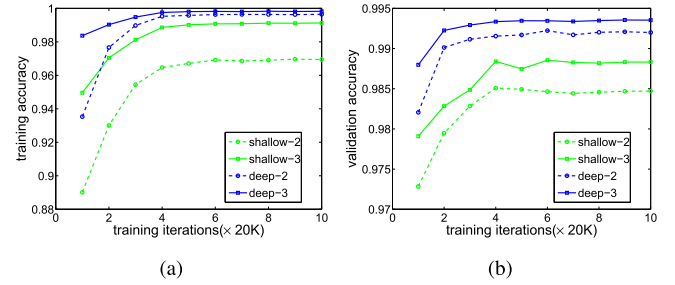 1
0.98
0.96
0.94
0.92
0.9
0.88
training accuracy
0 2 4 6 8 10
training iterations(× 20K)
shallow−2
shallow−3
deep−2
deep−3
(a)
0.995
0.99
0.985
0.98
0.975
0.97
validation accuracy
0 2 4 6 8 10
training iterations(× 20K)
shallow−2
shallow−3
deep−2
deep−3
(b)